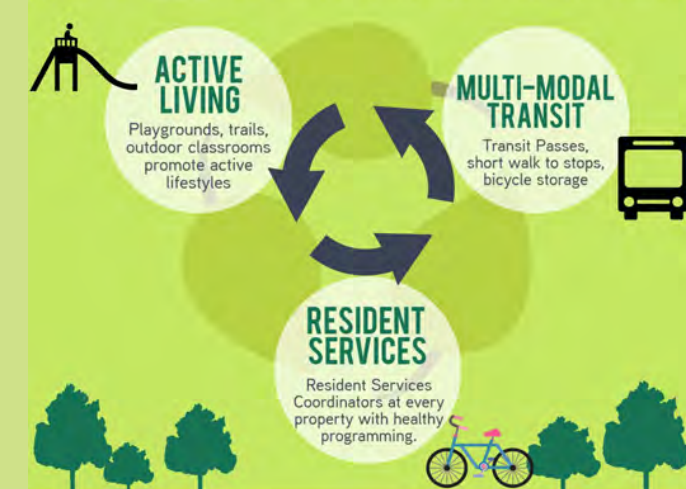 ACTIVE
LIVING
Playgrounds, trails,
outdoor classrooms
promote active
lifestyles
MULTI-MODAL
TRANSIT
Transit Passes,
short walk to stops,
bicycle storage
RESIDENT
SERVICES
Resident Services
Coordinators at every
property with healthy
programming.